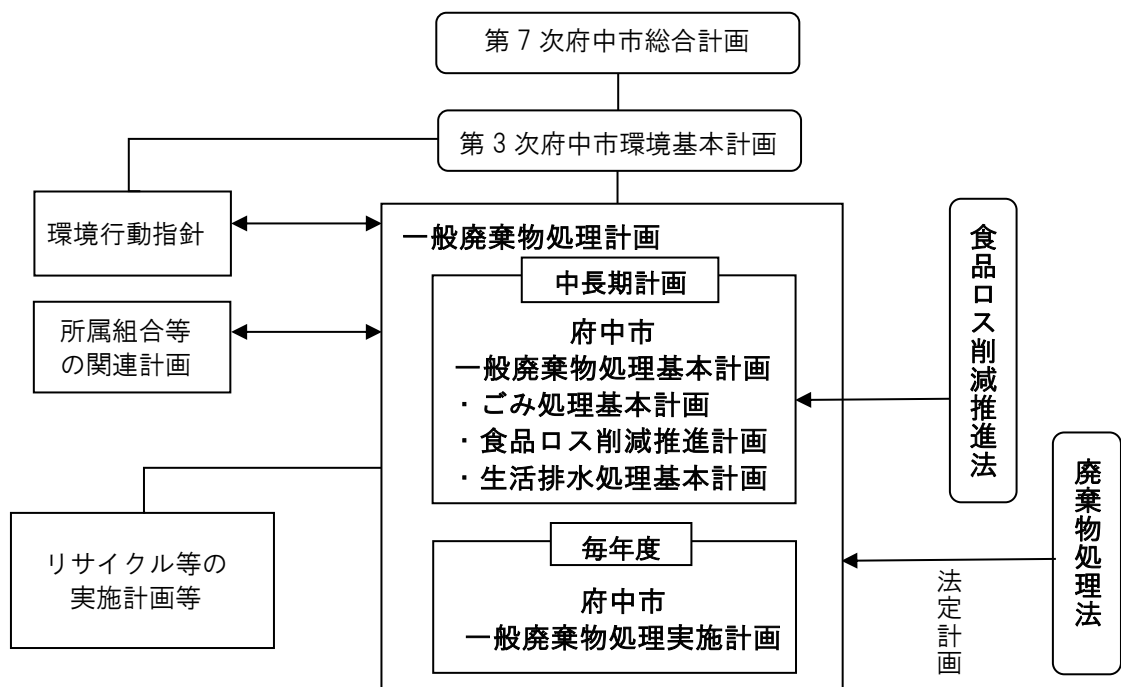 第７次府中市総合計画
第３次府中市環境基本計画
環境行動指針
所属組合等
の関連計画
リサイクル等の
実施計画等
一般廃棄物処理計画
中長期計画
府中市
一般廃棄物処理基本計画
・ごみ処理基本計画
・食品ロス削減推進計画
・生活排水処理基本計画
毎年度
府中市
一般廃棄物処理実施計画
食品ロス削減推進法
廃棄物処理法
法定計画